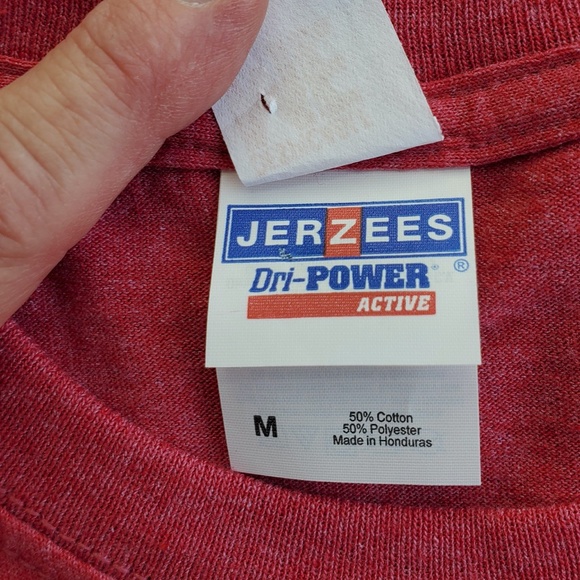 JERZEES
Dri-POWER®
ACTIVE
M
50% Cotton
50% Polyester
Made in Honduras